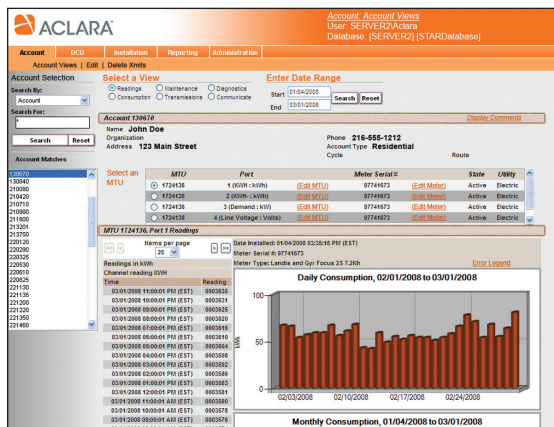 ACLARA
Account: Account Views
User: SERVER2\Aclara
Database: [SERVER2] [STARDatabase]
Account DCU Installation Reporting Administration
Account Views | Edit | Delete Xmits
Account Selection
Search By:
Account
Search For:
*
Search Reset
Account Matches
130670
130840
210080
210420
210710
210980
211800
213201
213750
220120
220290
220325
220530
220610
220925
221130
221135
221200
221220
221350
221460
Select a View
Readings Maintenance Diagnostics
Consumption Transmissions Communicate
Enter Date Range
Start 01/04/2008
End 03/01/2008
Search Reset
Account 130670 Display Comments
Name John Doe
Organization
Address 123 Main Street
Phone 216-555-1212
Account Type Residential
Cycle Route
Select an MTU
MTU Port Meter Serial # State Utility
1724136 1 (KWH : kWh) (Edit MTU) 97741673 (Edit Meter) Active Electric
1724136 2 (KWH- : kWh) (Edit MTU) 97741673 (Edit Meter) Active Electric
1724136 3 (Demand : kW) (Edit MTU) 97741673 (Edit Meter) Active Electric
1724136 4 (Line Voltage : Volts) (Edit MTU) 97741673 (Edit Meter) Active Electric
MTU 1724136, Port 1 Readings
Items per page
25
Readings in kWh
Channel reading KWH
Time Reading
03/01/2008 11:00:01 PM (EST) 0003635
03/01/2008 10:00:01 PM (EST) 0003631
03/01/2008 09:00:01 PM (EST) 0003625
03/01/2008 08:00:01 PM (EST) 0003620
03/01/2008 07:00:01 PM (EST) 0003616
03/01/2008 06:00:01 PM (EST) 0003610
03/01/2008 05:00:01 PM (EST) 0003604
03/01/2008 04:00:01 PM (EST) 0003598
03/01/2008 03:00:01 PM (EST) 0003592
03/01/2008 02:00:01 PM (EST) 0003586
03/01/2008 01:00:01 PM (EST) 0003583
03/01/2008 12:00:01 PM (EST) 0003581
03/01/2008 11:00:01 AM (EST) 0003580
03/01/2008 10:00:01 AM (EST) 0003578
03/01/2008 09:00:01 AM (EST) 0003576
Date Installed: 01/04/2008 03:35:16 PM (EST)
Meter Serial #: 97741673
Meter Type: Landis and Gyr Focus 2S 7.2Kh
Error Legend
Daily Consumption, 02/01/2008 to 03/01/2008
100
50
0
kWh
02/03/2008 02/10/2008 02/17/2008 02/24/2008
Monthly Consumption, 01/04/2008 to 03/01/2008